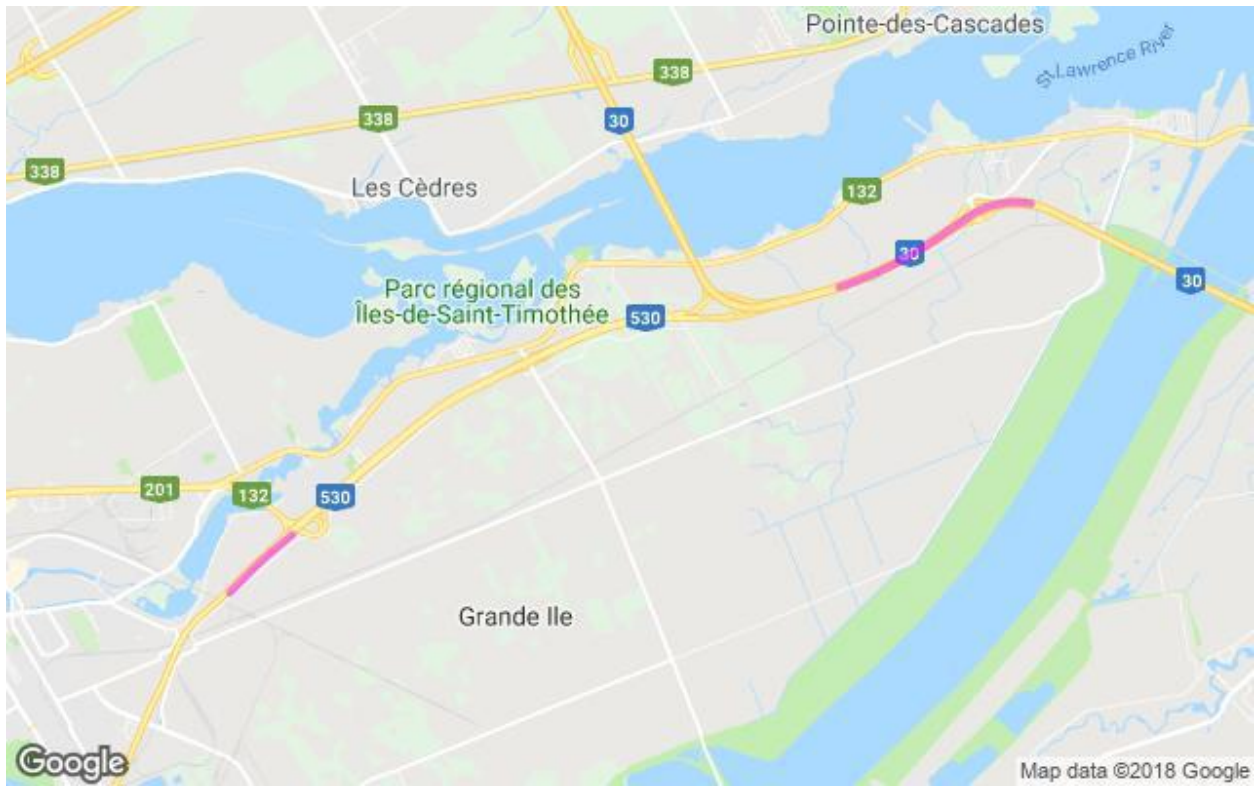 Pointe-des-Cascades
St Lawrence River
338
338
30
338
Les Cèdres
132
30
30
Parc régional des
Îles-de-Saint-Timothée
530
201
132
530
Grande Ile
Google
Map data ©2018 Google